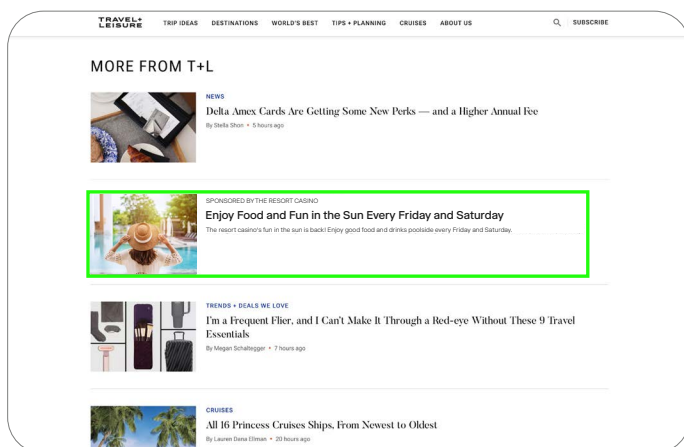 TRAVEL+
LEISURE
TRIP IDEAS DESTINATIONS WORLD'S BEST TIPS + PLANNING CRUISES ABOUT US SUBSCRIBE
MORE FROM T+L
NEWS
Delta Amex Cards Are Getting Some New Perks — and a Higher Annual Fee
By Stella Shon • 5 hours ago
SPONSORED BY THE RESORT CASINO
Enjoy Food and Fun in the Sun Every Friday and Saturday
The resort casino's fun in the sun is back! Enjoy good food and drinks poolside every Friday and Saturday.
TRENDS + DEALS WE LOVE
I'm a Frequent Flier, and I Can't Make It Through a Red-eye Without These 9 Travel
Essentials
By Megan Schaltegger • 7 hours ago
CRUISES
All 16 Princess Cruises Ships, From Newest to Oldest
By Lauren Dana Ellman • 20 hours ago